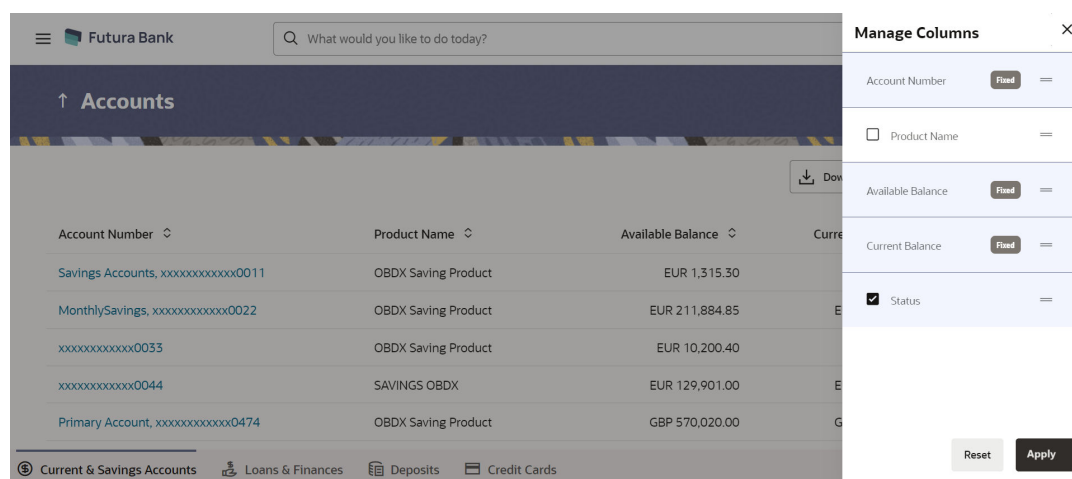 Futura Bank
What would you like to do today?
Accounts
Account Number Product Name Available Balance
Savings Accounts, xxxxxxxxxxxx0011 OBDX Saving Product EUR 1,315.30
MonthlySavings, xxxxxxxxxxxx0022 OBDX Saving Product EUR 211,884.85
xxxxxxxxxxxx0033 OBDX Saving Product EUR 10,200.40
xxxxxxxxxxxx0044 SAVINGS OBDX EUR 129,901.00
Primary Account, xxxxxxxxxxxx0474 OBDX Saving Product GBP 570,020.00
Current & Savings Accounts Loans & Finances Deposits Credit Cards
Manage Columns
Account Number Fixed
Product Name
Available Balance Fixed
Current Balance Fixed
Status
Reset Apply